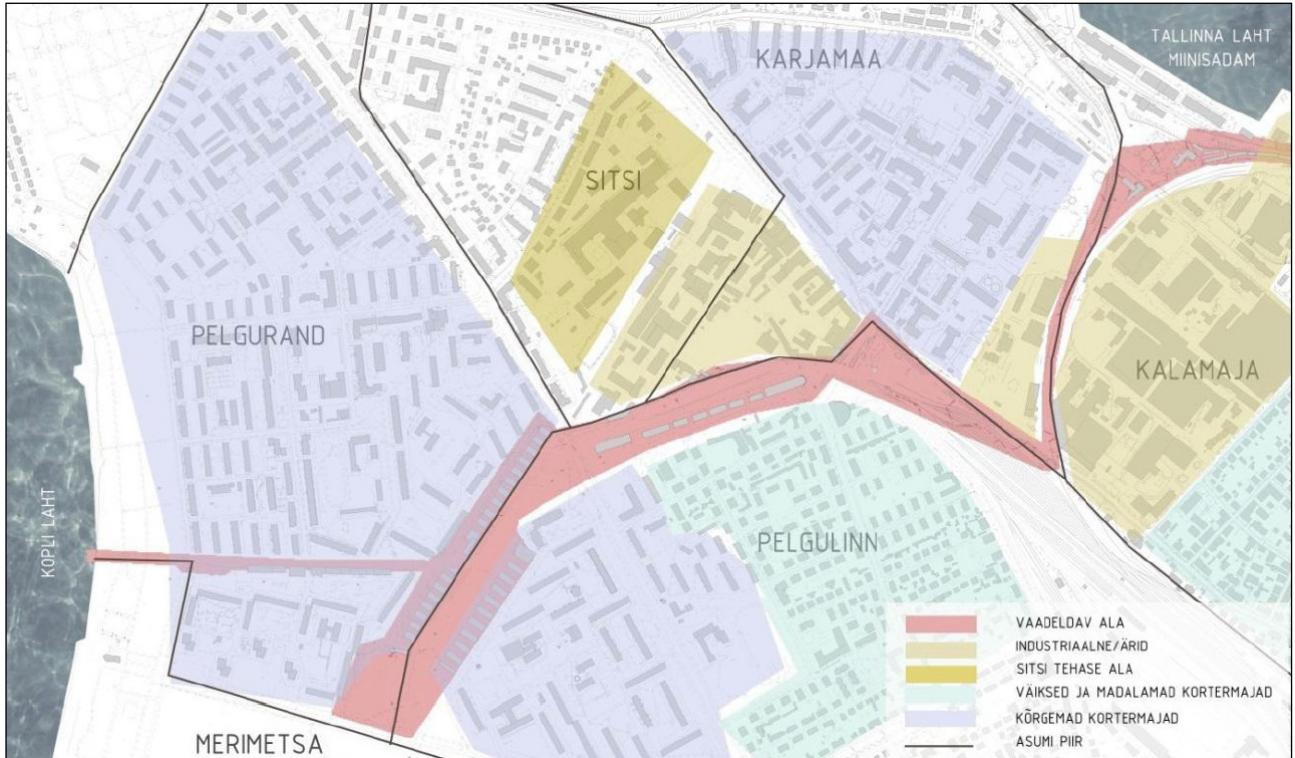 TALLINNA LAHT
MIINISADAM
KARJAMAA
SITSI
PELGURAND
KALAMAJA
KOPLI LAHT
PELGULINN
MERIMETSA
VAADELDAV ALA
INDUSTRIAALNE/ÄRID
SITSI TEHASE ALA
VÄIKSED JA MADALAMAD KORTERMAJAD
KÕRGEMAD KORTERMAJAD
ASUMI PIIR